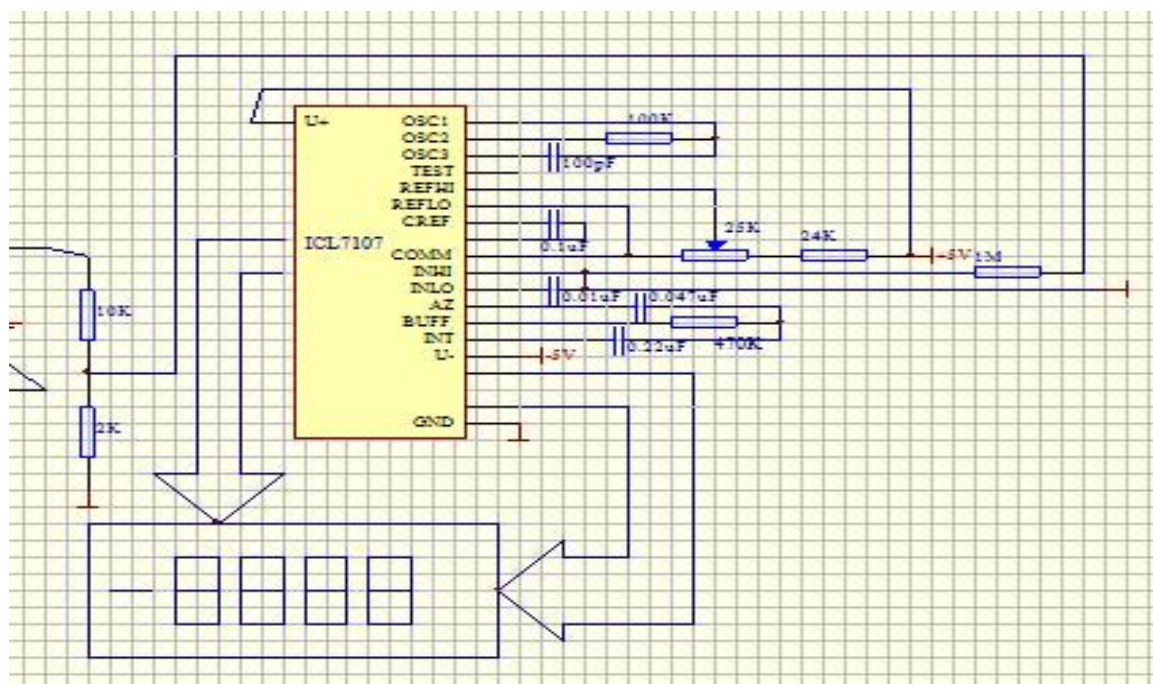 U+
OSC1
OSC2
OSC3
TEST
REFHI
REFLO
CREF
ICL7107
COMM
INHI
INLO
AZ
BUFF
INT
U-
GND
100K
100pF
25K
0.1uF
24K
+5V
1M
0.01uF
0.047uF
0.22uF
470K
-5V
10K
2K